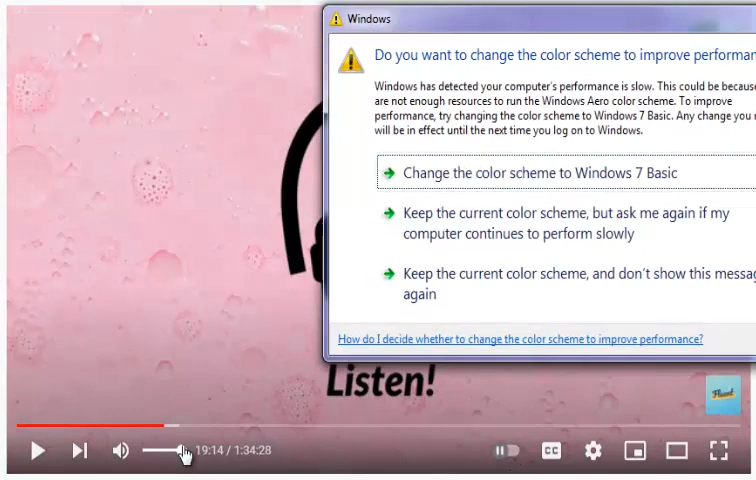 Windows
Do you want to change the color scheme to improve
Windows has detected your computer's performance is slow. This could be
are not enough resources to run the Windows Aero color scheme. To improve
performance, try changing the color scheme to Windows 7 Basic. Any change you
will be in effect until the next time you log on to Windows.
Change the color scheme to Windows 7 Basic
Keep the current color scheme, but ask me again if my
computer continues to perform slowly
Keep the current color scheme, and don't show this
again
How do I decide whether to change the color scheme to improve performance?
Listen!
Fluent
19:14 / 1:34:28
CC